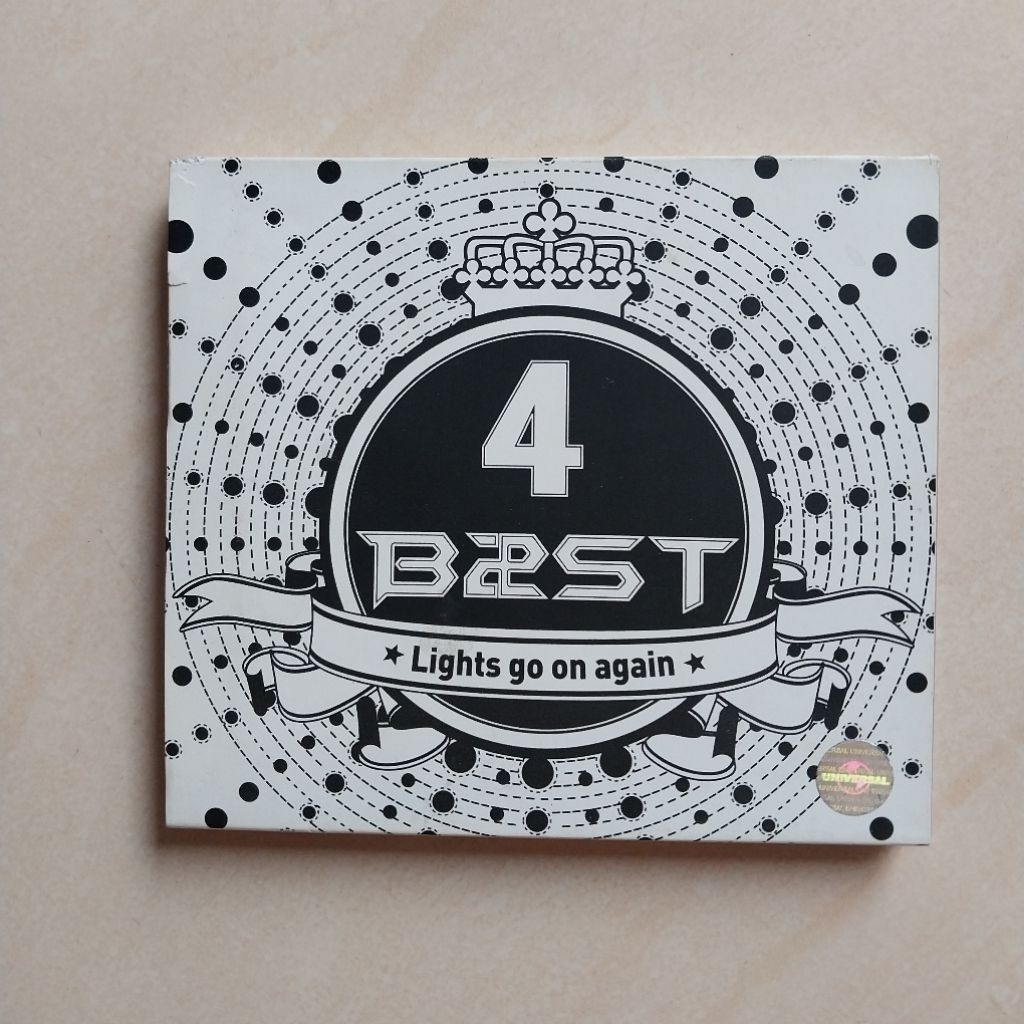 4
B2ST
★ Lights go on again ★
UNIVERSAL